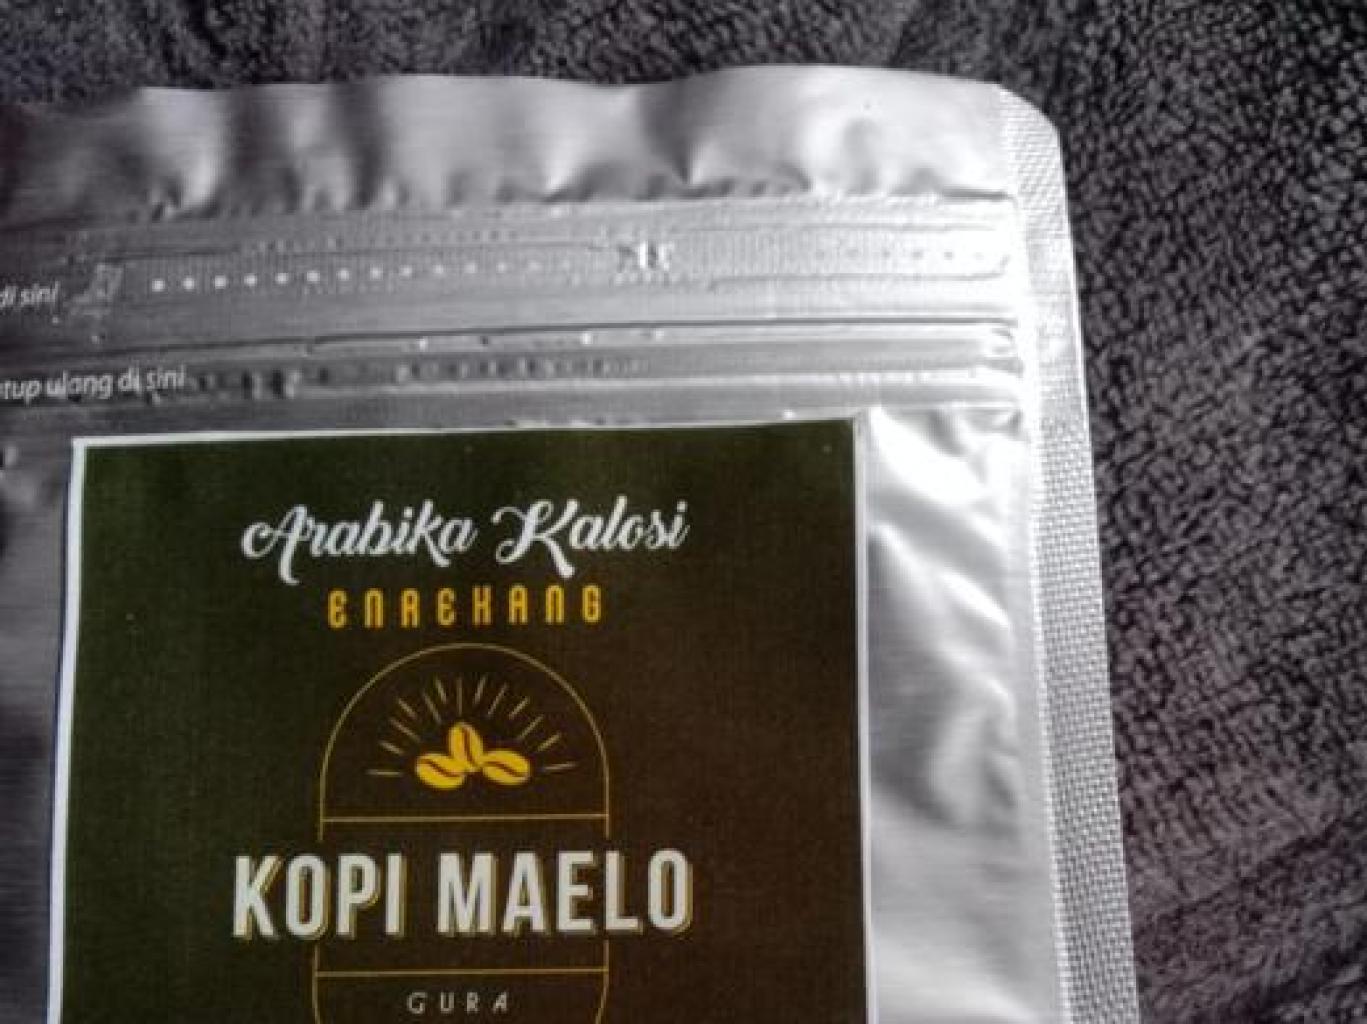 di sini
tup ulang di sini
Arabika Kalosi
ENREKANG
KOPI MAELO
GURA